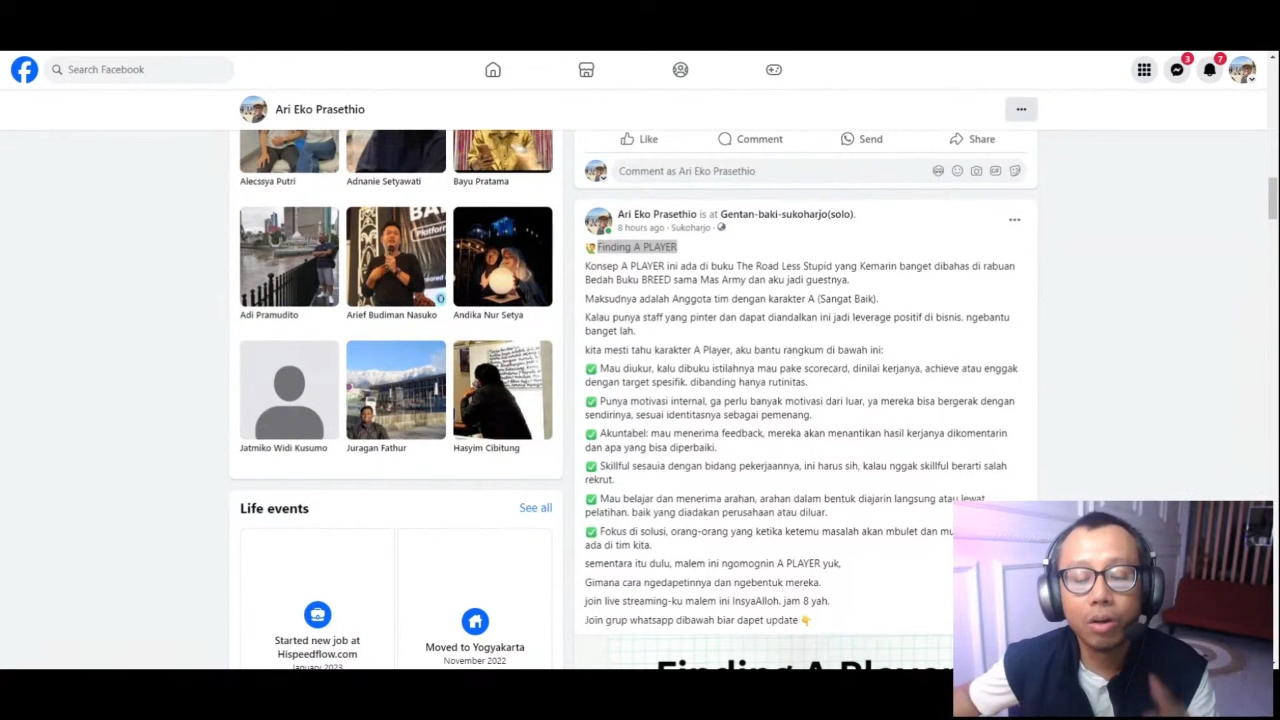 Search Facebook
3
7
Ari Eko Prasethio
Like
Comment
Send
Share
Comment as Ari Eko Prasethio
Alecssya Putri
Adnanie Setyawati
Bayu Pratama
Adi Pramudito
Arief Budiman Nasuko
Andika Nur Setya
Jatmiko Widi Kusumo
Juragan Fathur
Hasyim Cibitung
Life events
See all
Started new job at
Hispeedflow.com
January 2023
Moved to Yogyakarta
November 2022
Ari Eko Prasethio is at Gentan-baki-sukoharjo(solo).
8 hours ago · Sukoharjo ·
🙋Finding A PLAYER
Konsep A PLAYER ini ada di buku The Road Less Stupid yang Kemarin banget dibahas di rabuan
Bedah Buku BREED sama Mas Army dan aku jadi guestnya.
Maksudnya adalah Anggota tim dengan karakter A (Sangat Baik).
Kalau punya staff yang pinter dan dapat diandalkan ini jadi leverage positif di bisnis. ngebantu
banget lah.
kita mesti tahu karakter A Player, aku bantu rangkum di bawah ini:
✅ Mau diukur, kalu dibuku istilahnya mau pake scorecard, dinilai kerjanya, achieve atau enggak
dengan target spesifik. dibanding hanya rutinitas.
✅ Punya motivasi internal, ga perlu banyak motivasi dari luar, ya mereka bisa bergerak dengan
sendirinya, sesuai identitasnya sebagai pemenang.
✅ Akuntabel: mau menerima feedback, mereka akan menantikan hasil kerjanya dikomentarin
dan apa yang bisa diperbaiki.
✅ Skillful sesauia dengan bidang pekerjaannya, ini harus sih, kalau nggak skillful berarti salah
rekrut.
✅ Mau belajar dan menerima arahan, arahan dalam bentuk diajarin langsung atau lewat
pelatihan. baik yang diadakan perusahaan atau diluar.
✅ Fokus di solusi, orang-orang yang ketika ketemu masalah akan mbulet dan
ada di tim kita.
sementara itu dulu, malem ini ngomognin A PLAYER yuk,
Gimana cara ngedapetinnya dan ngebentuk mereka.
join live streaming-ku malem ini InsyaAlloh. jam 8 yah.
Join grup whatsapp dibawah biar dapet update 👇
Finding A Player